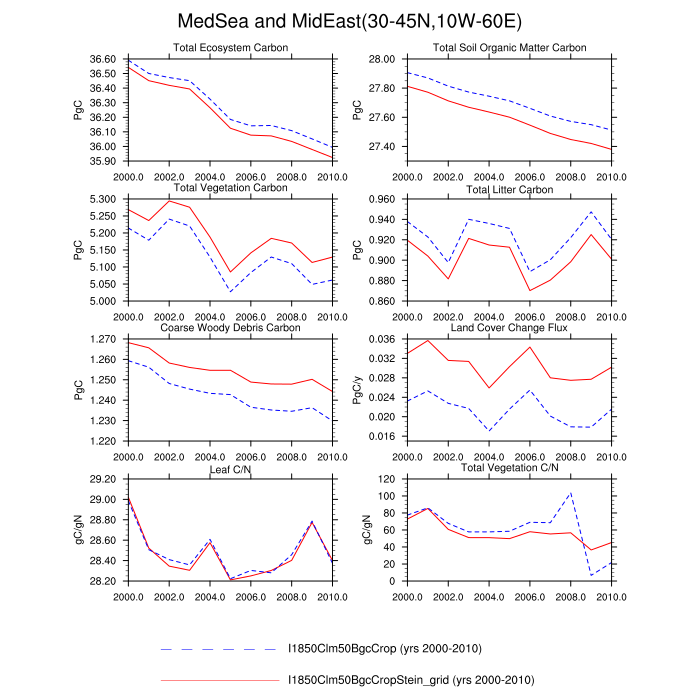 MedSea and MidEast(30-45N,10W-60E)
Total Ecosystem Carbon
Total Soil Organic Matter Carbon
36.60
36.50
36.40
36.30
36.20
36.10
36.00
35.90
PgC
2000.0 2002.0 2004.0 2006.0 2008.0 2010.0
28.00
27.80
27.60
27.40
PgC
2000.0 2002.0 2004.0 2006.0 2008.0 2010.0
Total Vegetation Carbon
Total Litter Carbon
5.300
5.250
5.200
5.150
5.100
5.050
5.000
PgC
2000.0 2002.0 2004.0 2006.0 2008.0 2010.0
0.960
0.940
0.920
0.900
0.880
0.860
PgC
2000.0 2002.0 2004.0 2006.0 2008.0 2010.0
Coarse Woody Debris Carbon
Land Cover Change Flux
1.270
1.260
1.250
1.240
1.230
1.220
PgC
2000.0 2002.0 2004.0 2006.0 2008.0 2010.0
0.036
0.032
0.028
0.024
0.020
0.016
PgC/y
2000.0 2002.0 2004.0 2006.0 2008.0 2010.0
Leaf C/N
Total Vegetation C/N
29.20
29.00
28.80
28.60
28.40
28.20
gC/gN
2000.0 2002.0 2004.0 2006.0 2008.0 2010.0
120
100
80
60
40
20
0
gC/gN
2000.0 2002.0 2004.0 2006.0 2008.0 2010.0
I1850Clm50BgcCrop (yrs 2000-2010)
I1850Clm50BgcCropStein_grid (yrs 2000-2010)